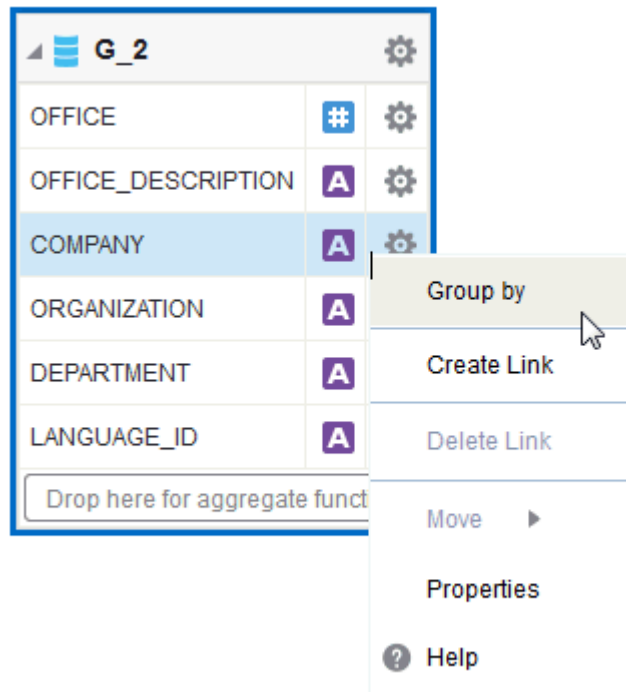 G_2
OFFICE
#
OFFICE_DESCRIPTION
A
COMPANY
A
ORGANIZATION
A
DEPARTMENT
A
LANGUAGE_ID
A
Drop here for aggregate funct
Group by
Create Link
Delete Link
Move
Properties
? Help